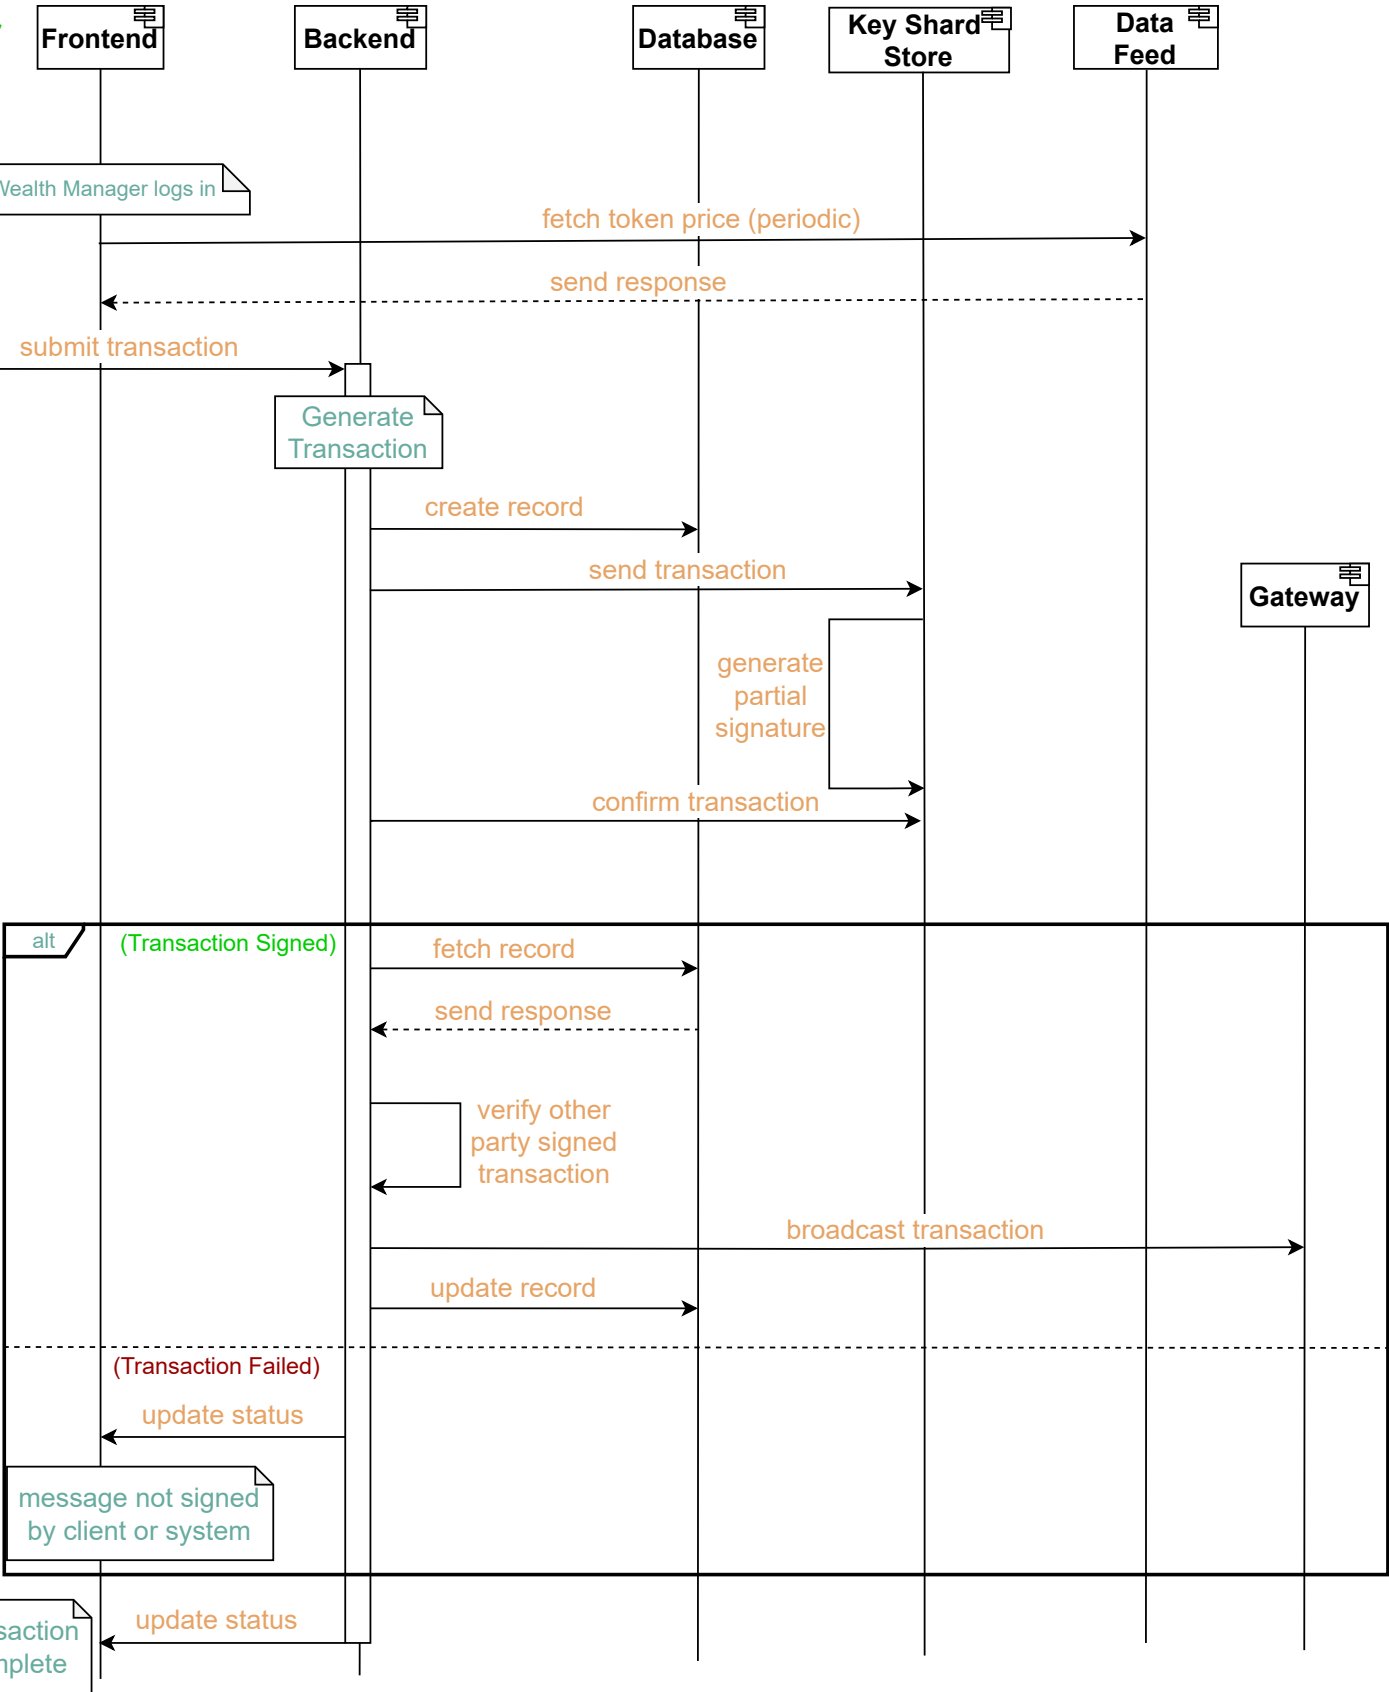 Frontend
Backend
Database
Key Shard
Store
Data
Feed
Wealth Manager logs in
fetch token price (periodic)
send response
submit transaction
Generate
Transaction
create record
send transaction
Gateway
generate
partial
signature
confirm transaction
alt
(Transaction Signed)
fetch record
send response
verify other
party signed
transaction
broadcast transaction
update record
(Transaction Failed)
update status
message not signed
by client or system
update status